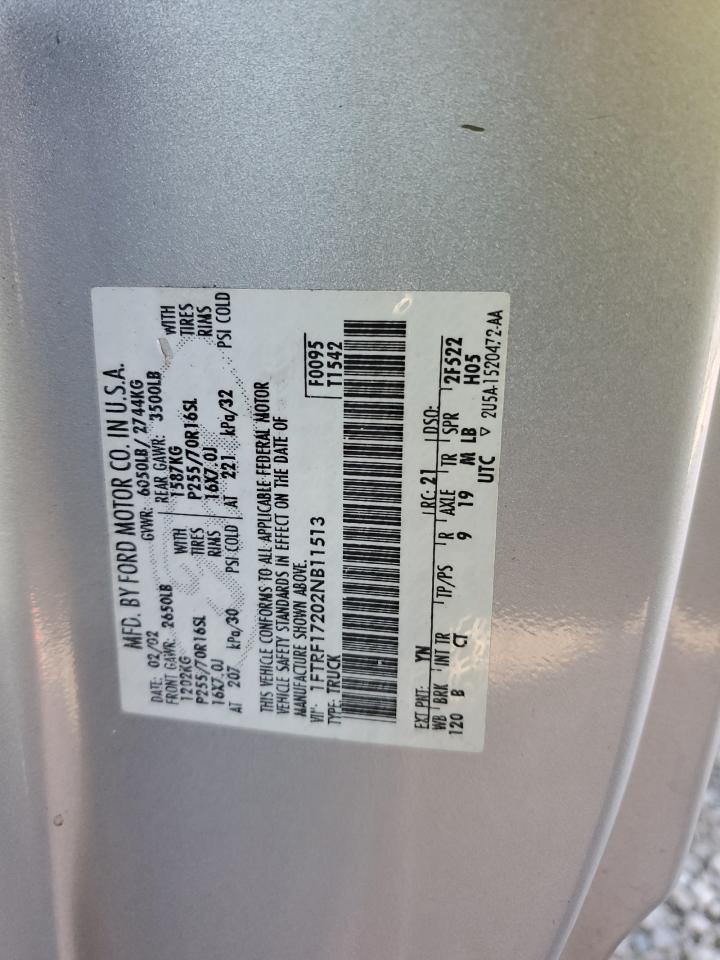 MFD. BY FORD MOTOR CO. IN U.S.A.
DATE: 02/02 GVWR: 6050LB/ 2744KG
FRONT GAWR: 2650LB REAR GAWR: 3500LB
1202KG WITH 1587KG WITH
P255/70R16SL TIRES P255/70R16SL TIRES
16X7.0J RIMS 16X7.0J RIMS
AT 207 kPa/30 PSI COLD AT 221 kPa/32 PSI COLD
THIS VEHICLE CONFORMS TO ALL APPLICABLE FEDERAL MOTOR
VEHICLE SAFETY STANDARDS IN EFFECT ON THE DATE OF
MANUFACTURE SHOWN ABOVE.
VIN: 1FTRF17202NB11513 F0095
TYPE: TRUCK T1542
EXT PNT: YN RC: 21 DSO:
WB BRK INT TR TP/PS R AXLE TR SPR 2F522
120 B CT 9 19 M LB H05
UTC ▽ 2U5A-1520472-AA